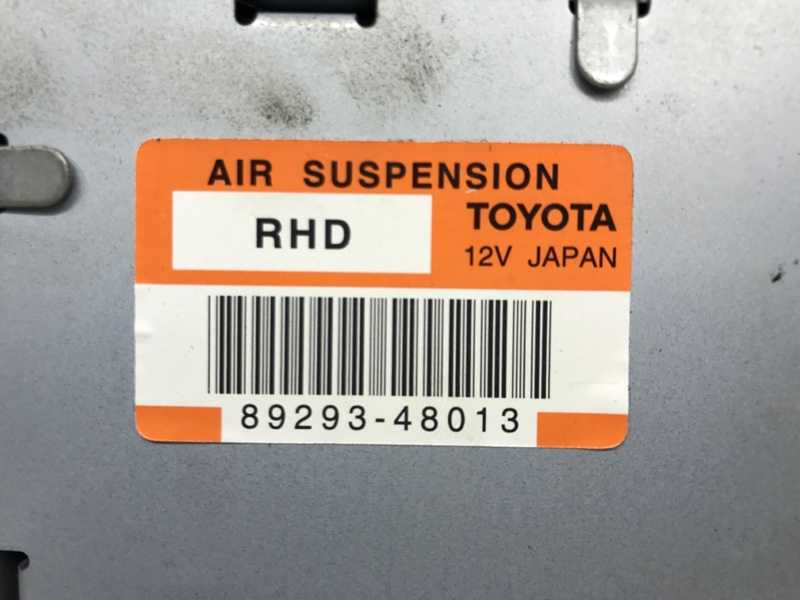 AIR SUSPENSION
RHD
TOYOTA
12V JAPAN
89293-48013